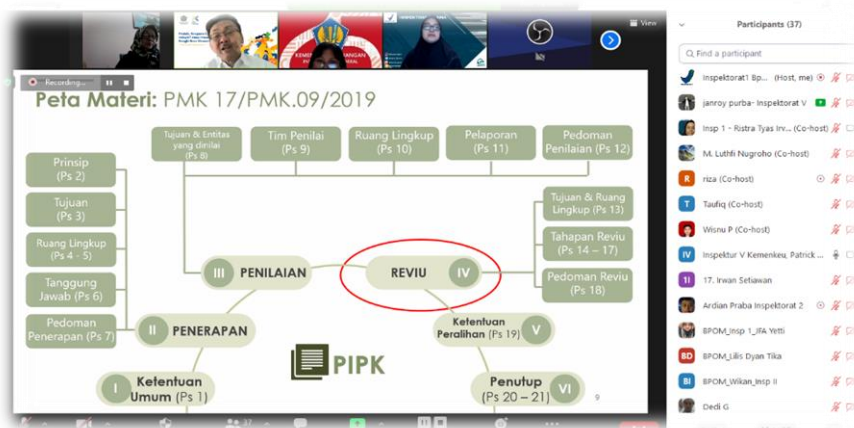 View
Recording...
Peta Materi: PMK 17/PMK.09/2019
Tujuan & Entitas
yang dinilai
(Ps 8)
Tim Penilai
(Ps 9)
Ruang Lingkup
(Ps 10)
Pelaporan
(Ps 11)
Pedoman
Penilaian (Ps 12)
Prinsip
(Ps 2)
Tujuan
(Ps 3)
Ruang Lingkup
(Ps 4 - 5)
Tanggung
Jawab (Ps 6)
Pedoman
Penerapan (Ps 7)
Tujuan & Ruang
Lingkup (Ps 13)
Tahapan Reviu
(Ps 14 – 17)
Pedoman Reviu
(Ps 18)
III PENILAIAN
REVIU IV
II PENERAPAN
Ketentuan
Peralihan (Ps 19) V
PIPK
I Ketentuan
Umum (Ps 1)
Penutup
(Ps 20 – 21) VI
9
37
Participants (37)
Find a participant
Inspektorat1 Bp... (Host, me)
janroy purba- Inspektorat V
Insp 1 - Ristra Tyas Irv... (Co-host)
M. Luthfi Nugroho (Co-host)
R riza (Co-host)
T Taufiq (Co-host)
Wisnu P (Co-host)
IV Inspektur V Kemenkeu, Patrick ...
1I 17. Irwan Setiawan
Ardian Praba Inspektorat 2
BPOM_Insp 1_JFA Yetti
BD BPOM_Lilis Dyan Tika
BI BPOM_Wikan_Insp II
Dedi G